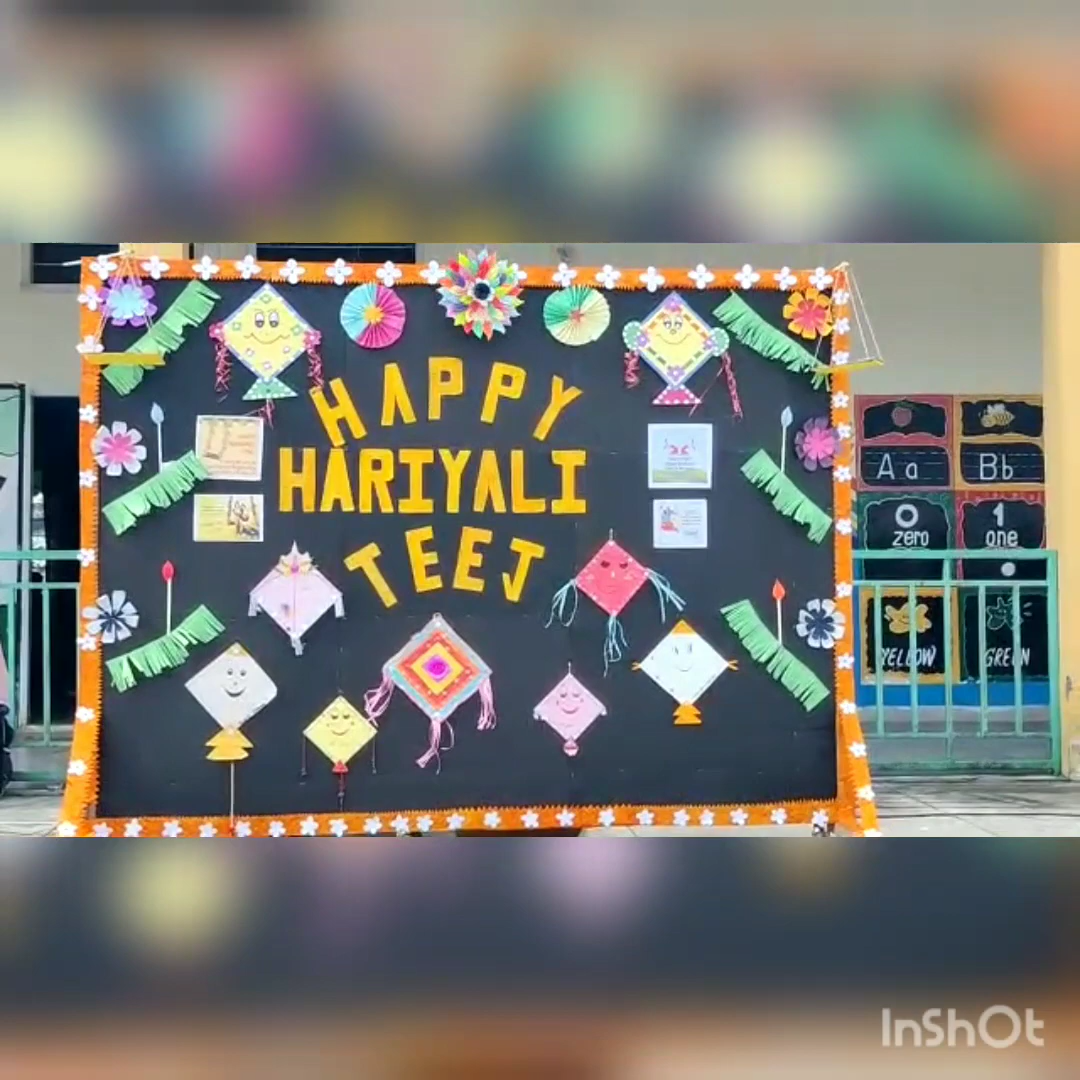 HAPPY
HARIYALI
TEEJ
Aa
Bb
0
zero
1
one
YELLOW
GREEN
InShOt